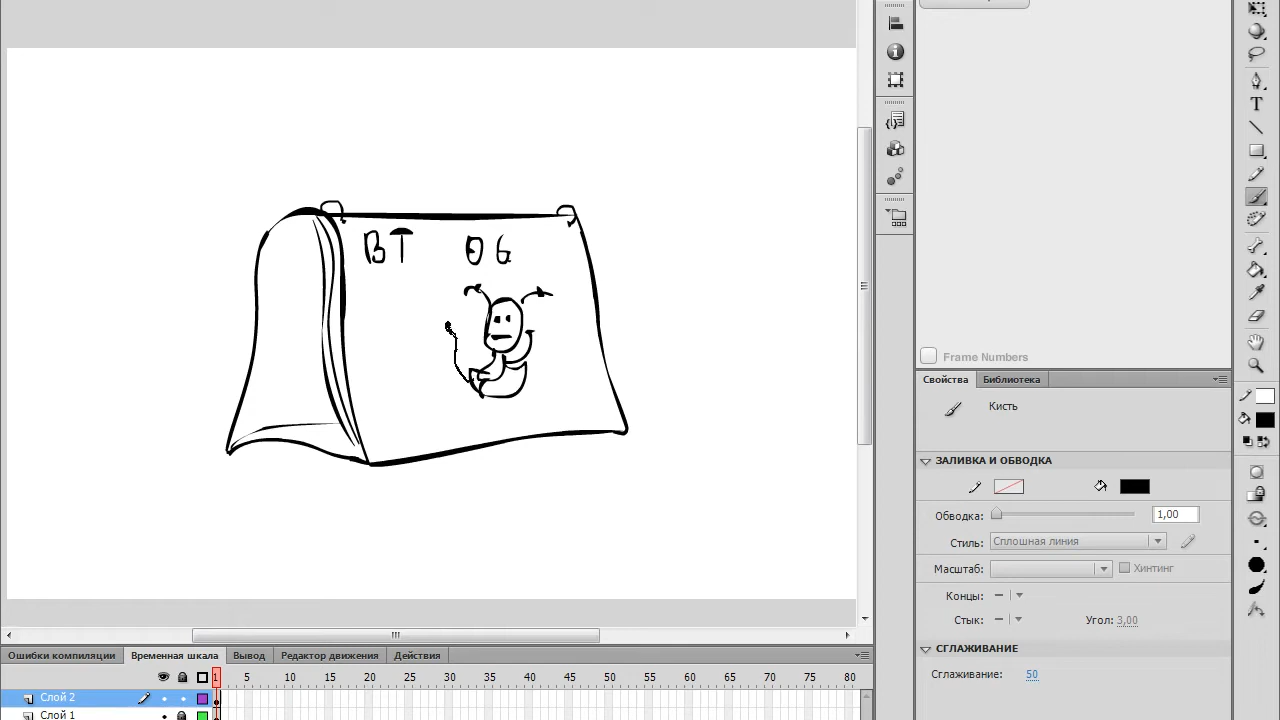 ВТ 06
Frame Numbers
Свойства
Библиотека
Кисть
ЗАЛИВКА И ОБВОДКА
Обводка:
1,00
Стиль:
Сплошная линия
Масштаб:
Хинтинг
Концы:
Стык:
Угол: 3,00
СГЛАЖИВАНИЕ
Сглаживание: 50
Ошибки компиляции
Временная шкала
Вывод
Редактор движения
Действия
1 5 10 15 20 25 30 35 40 45 50 55 60 65 70 75 80
Слой 2
Слой 1